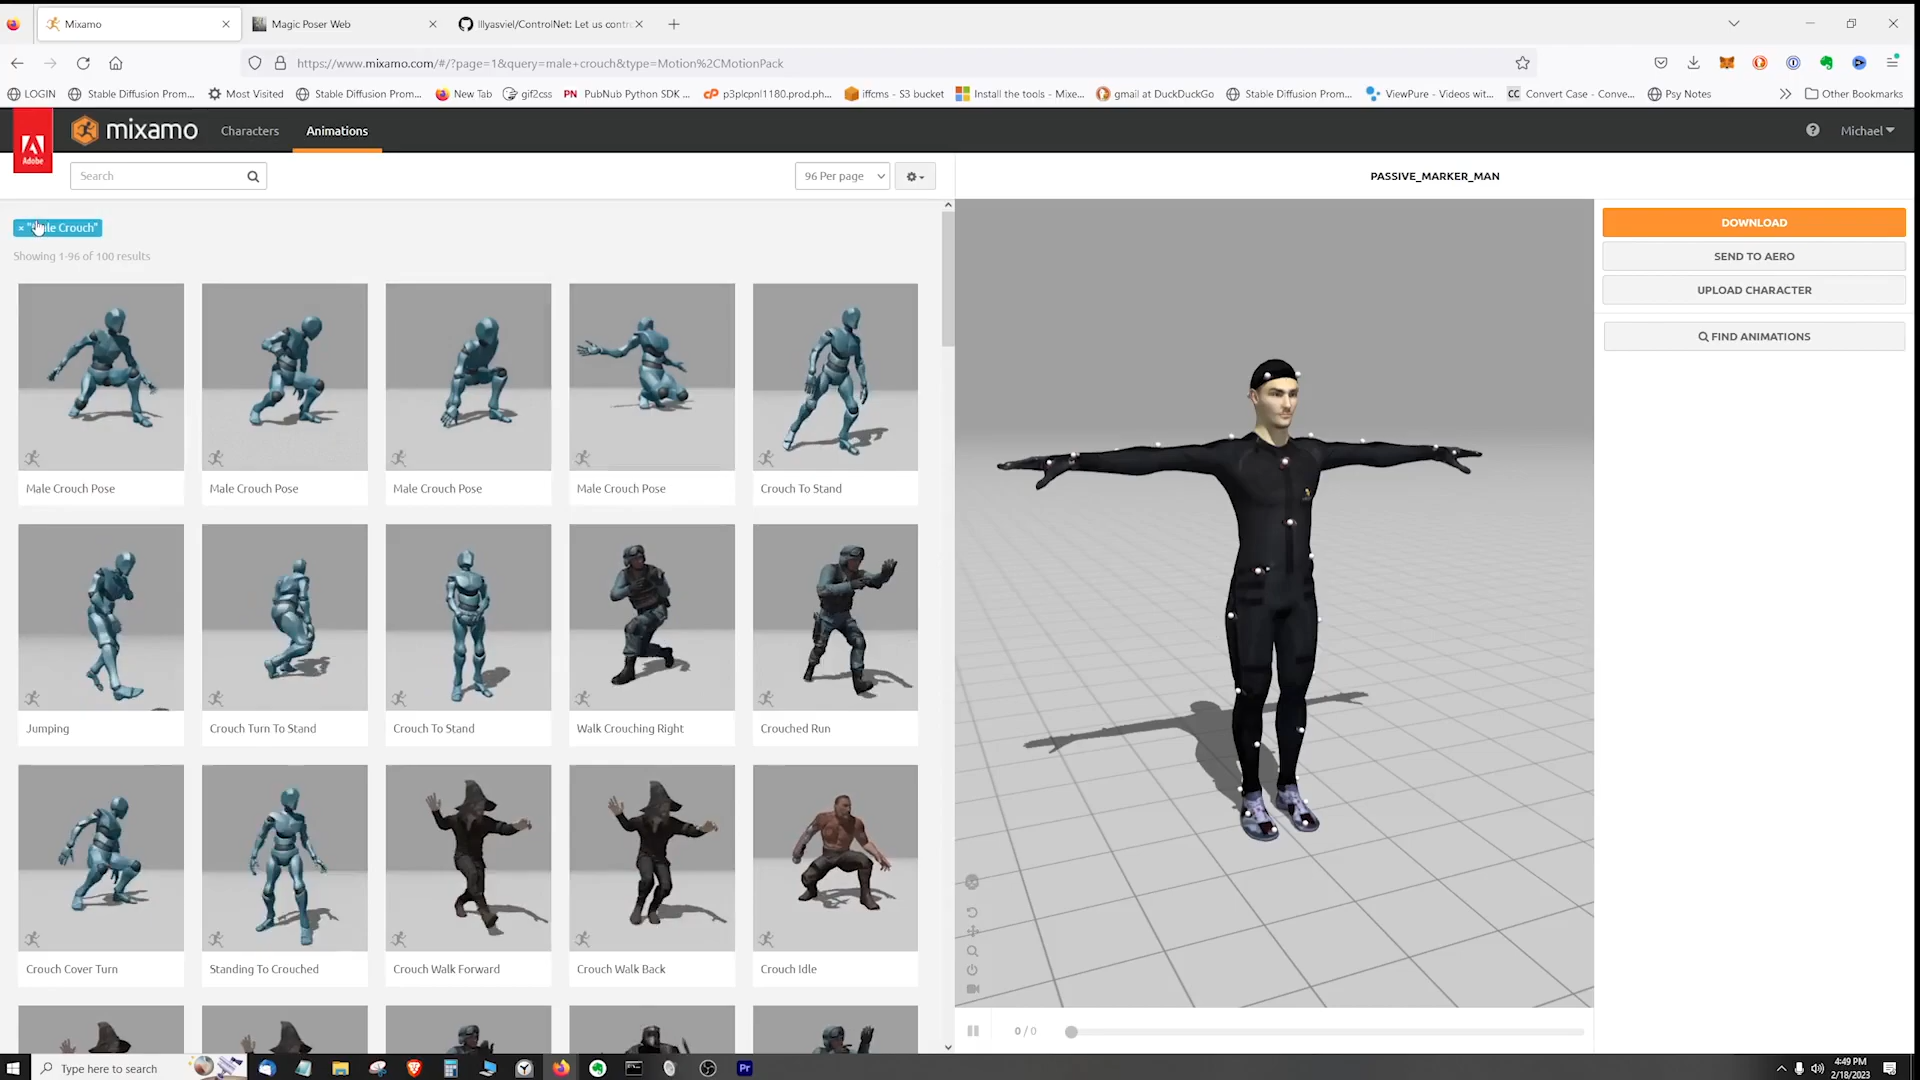 Mixamo
Magic Poser Web
lllyasviel/ControlNet: Let us contr
https://www.mixamo.com/#/?page=1&query=male+crouch&type=Motion%2CMotionPack
LOGIN
Stable Diffusion Prom...
Most Visited
Stable Diffusion Prom...
New Tab
gif2css
PN
PubNub Python SDK ...
p3plcpnl1180.prod.ph...
iffcms - S3 bucket
Install the tools - Mixe...
gmail at DuckDuckGo
Stable Diffusion Prom...
ViewPure - Videos wit...
CC
Convert Case - Conve...
Psy Notes
Other Bookmarks
Adobe
mixamo
Characters
Animations
Michael
Search
96 Per page
PASSIVE_MARKER_MAN
× Crouch"
Showing 1-96 of 100 results
DOWNLOAD
SEND TO AERO
UPLOAD CHARACTER
FIND ANIMATIONS
Male Crouch Pose
Male Crouch Pose
Male Crouch Pose
Male Crouch Pose
Crouch To Stand
Jumping
Crouch Turn To Stand
Crouch To Stand
Walk Crouching Right
Crouched Run
Crouch Cover Turn
Standing To Crouched
Crouch Walk Forward
Crouch Walk Back
Crouch Idle
0 / 0
Type here to search
Pr
4:49 PM
2/18/2023